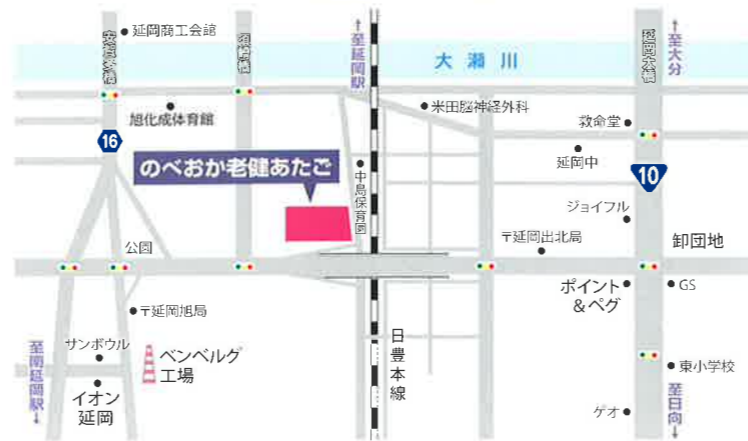 延岡商工会館
安賀多橋
須崎橋
↑至延岡駅
大瀬川
延岡大橋
↑至大分
旭化成体育館
米田脳神経外科
救命堂
16
のべおか老健あたご
中島保育園
延岡中
10
ジョイフル
公園
〒延岡出北局
卸団地
〒延岡旭局
ポイント
&ペグ
GS
サンボウル
ベンベルグ
工場
日豊本線
至南延岡駅↓
イオン
延岡
東小学校
ゲオ
至日向↓